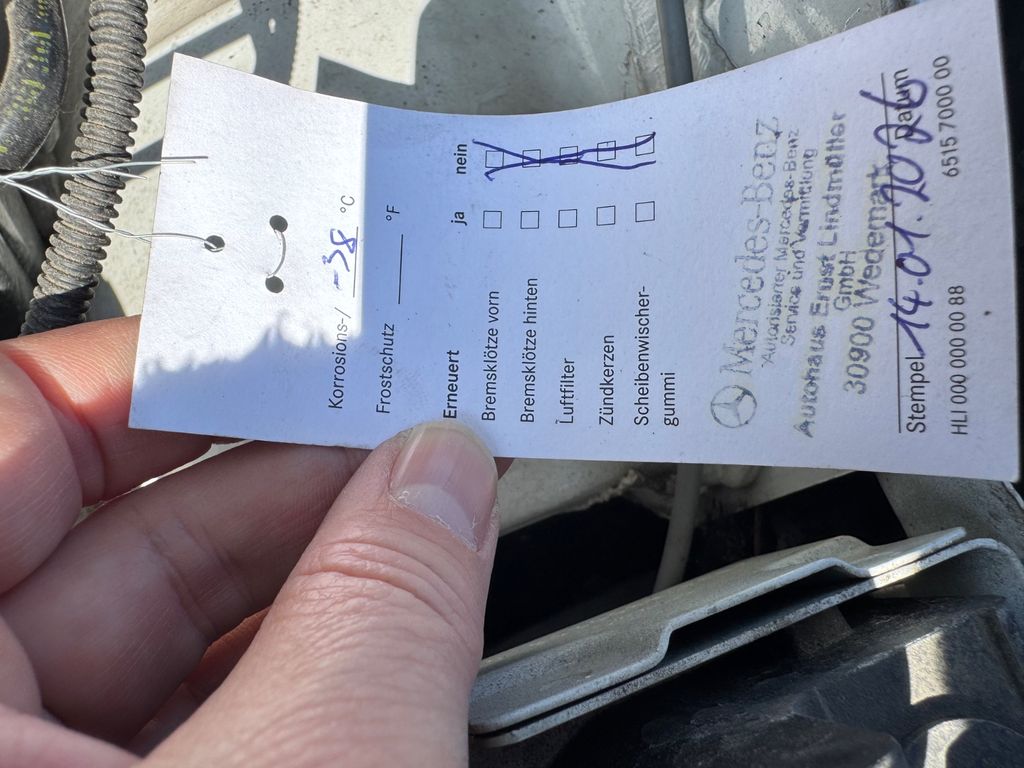 Korrosions-/ -38 °C
Frostschutz ____ °F
Erneuert ja nein
Bremsklötze vorn
Bremsklötze hinten
Luftfilter
Zündkerzen
Scheibenwischer-
gummi
Mercedes-Benz
Autorisierter Mercedes-Benz
Service und Vermittlung
Autohaus Ernst Lindmüller
GmbH
30900 Wedemark
14.01.2026
Stempel Datum
HLI 000 000 00 88 6515 7000 00